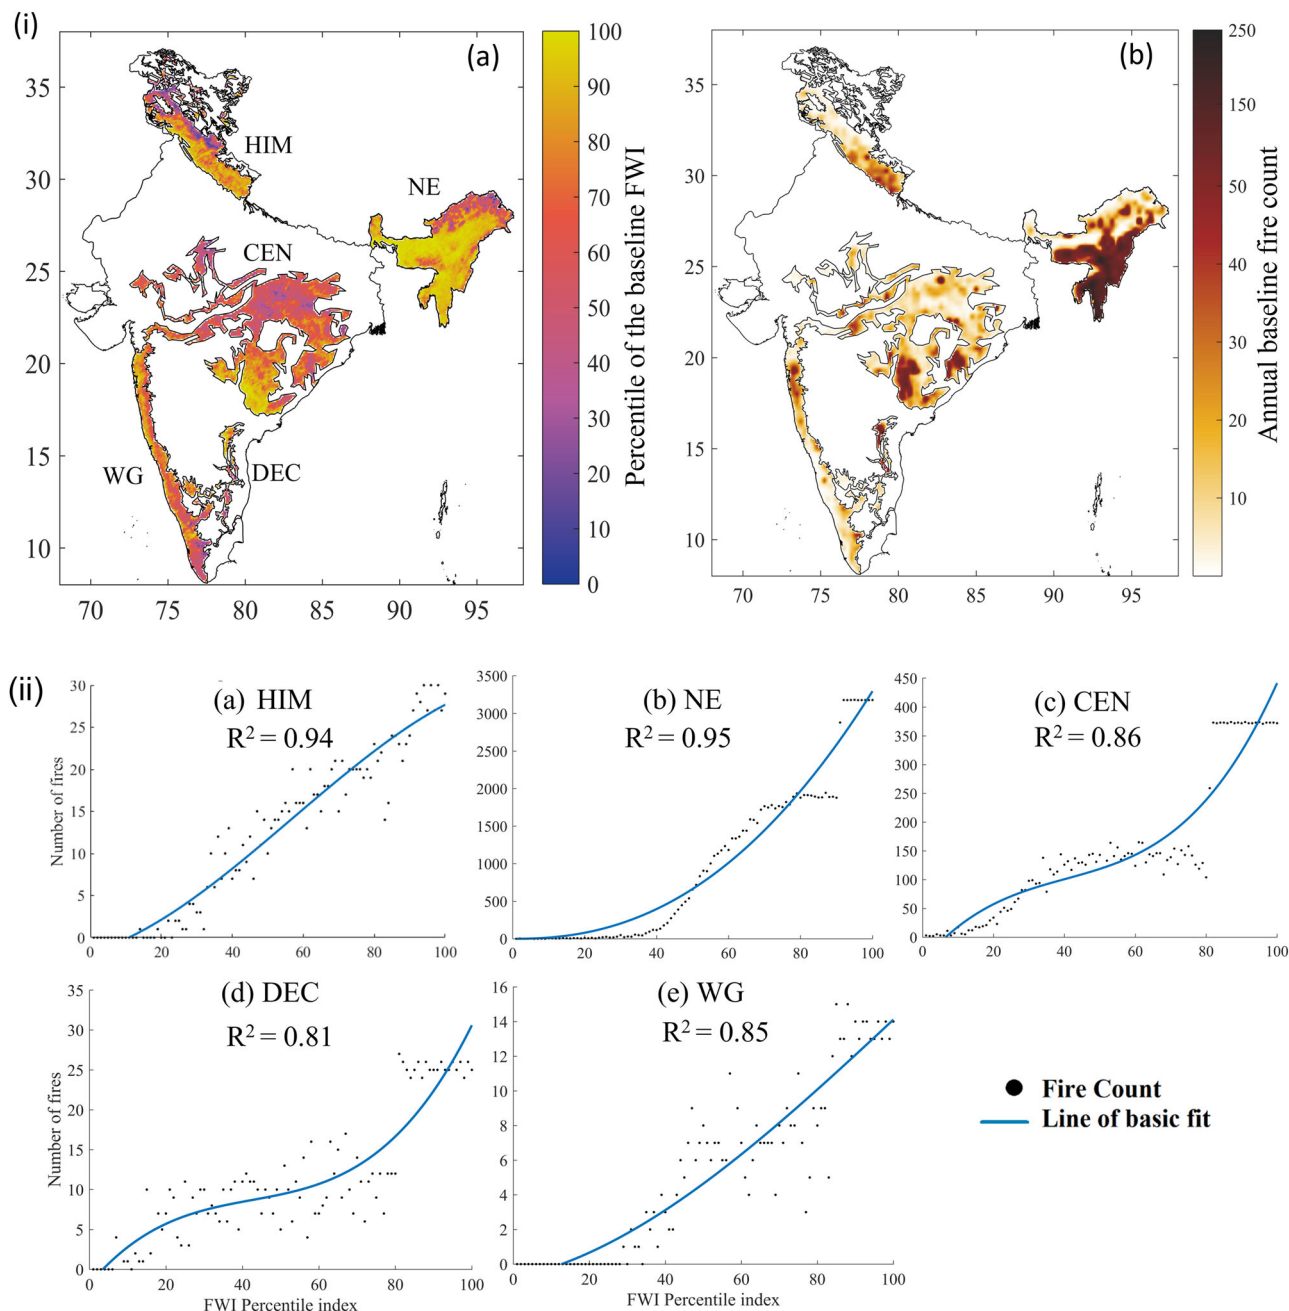 (i)
(a)
HIM
NE
CEN
WG
DEC
35
30
25
20
15
10
70 75 80 85 90 95
100
90
80
70
60
50
40
30
20
10
0
Percentile of the baseline FWI
(b)
35
30
25
20
15
10
70 75 80 85 90 95
250
150
50
40
30
20
10
Annual baseline fire count
(ii)
(a) HIM
R² = 0.94
Number of fires
30
25
20
15
10
5
0
0 20 40 60 80 100
(b) NE
R² = 0.95
3500
3000
2500
2000
1500
1000
500
0
0 20 40 60 80 100
(c) CEN
R² = 0.86
450
400
350
300
250
200
150
100
50
0
0 20 40 60 80 100
(d) DEC
R² = 0.81
Number of fires
35
30
25
20
15
10
5
0
0 20 40 60 80 100
FWI Percentile index
(e) WG
R² = 0.85
16
14
12
10
8
6
4
2
0
0 20 40 60 80 100
FWI Percentile index
Fire Count
Line of basic fit